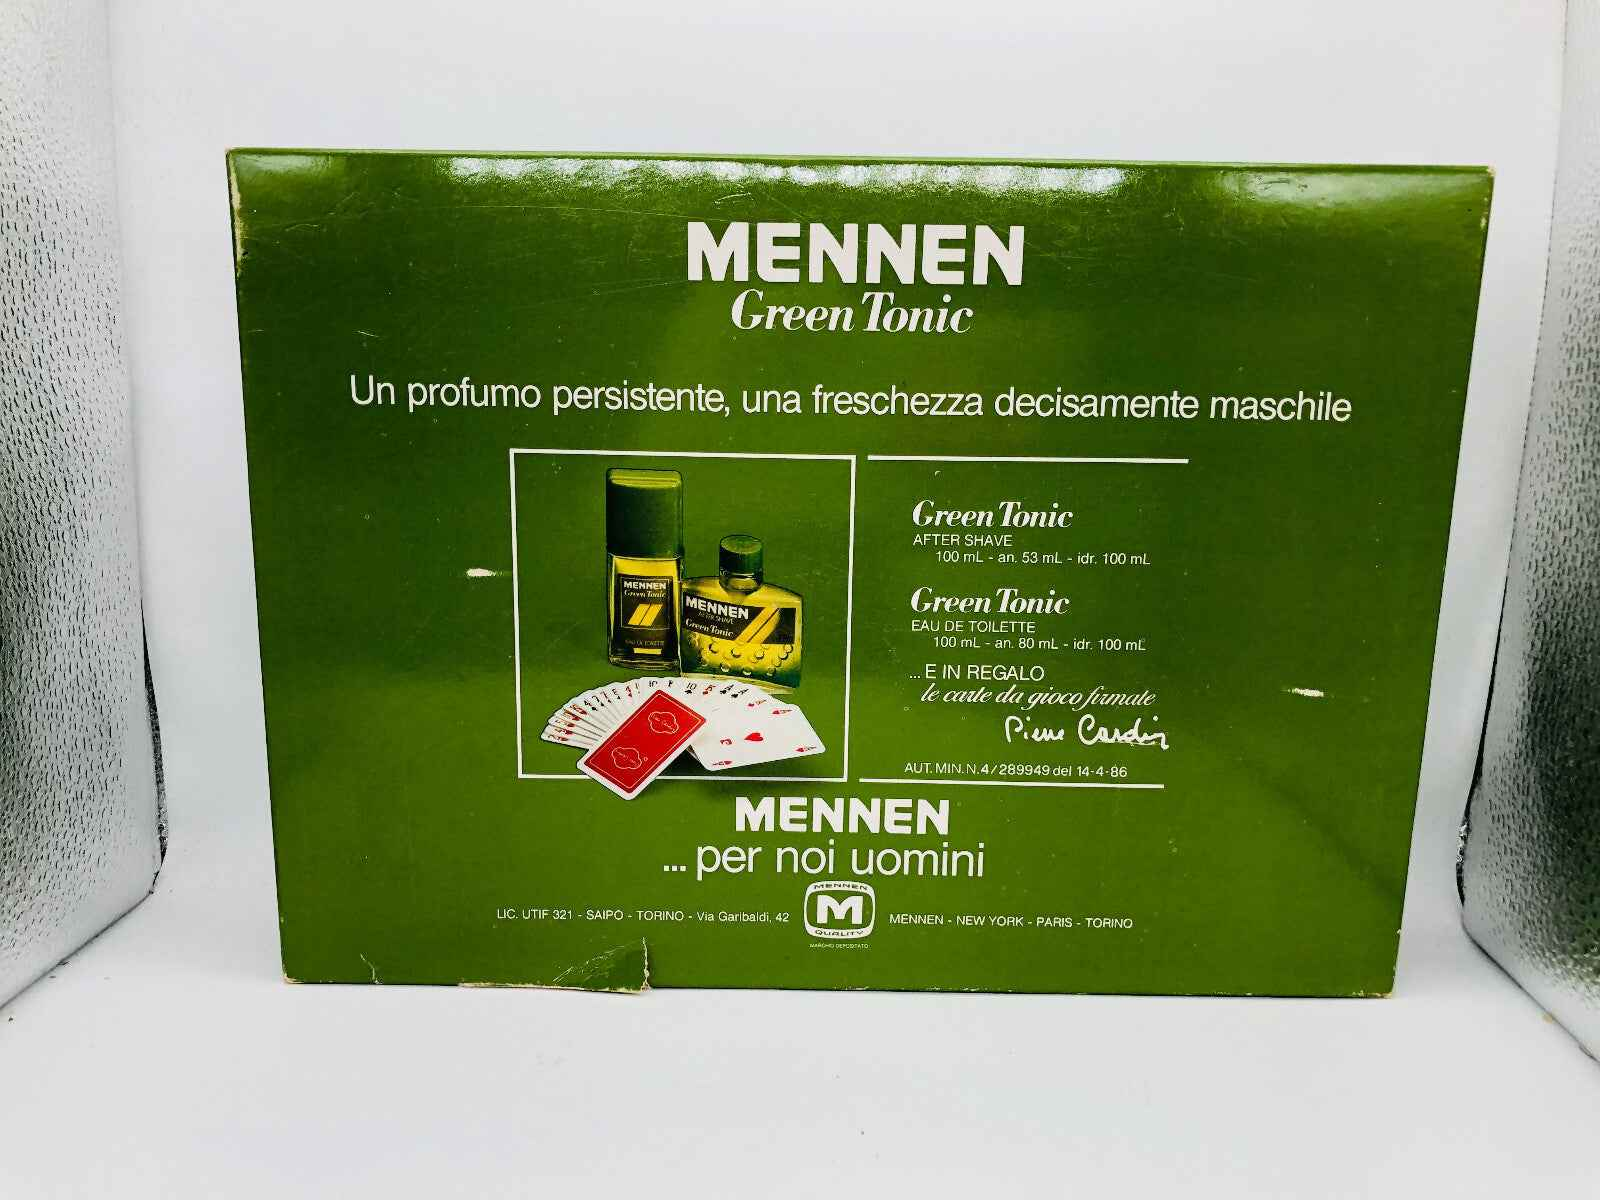 MENNEN
Green Tonic
Un profumo persistente, una freschezza decisamente maschile
MENNEN
Green Tonic
EAU DE TOILETTE
MENNEN
AFTER SHAVE
Green Tonic
Green Tonic
AFTER SHAVE
100 mL - an. 53 mL - idr. 100 mL
Green Tonic
EAU DE TOILETTE
100 mL - an. 80 mL - idr. 100 mL
... E IN REGALO
le carte da gioco firmate
Pierre Cardin
AUT. MIN. N. 4/289949 del 14-4-86
MENNEN
... per noi uomini
LIC. UTIF 321 - SAIPO - TORINO - Via Garibaldi, 42
MENNEN
M
QUALITY
MARCHIO DEPOSITATO
MENNEN - NEW YORK - PARIS - TORINO